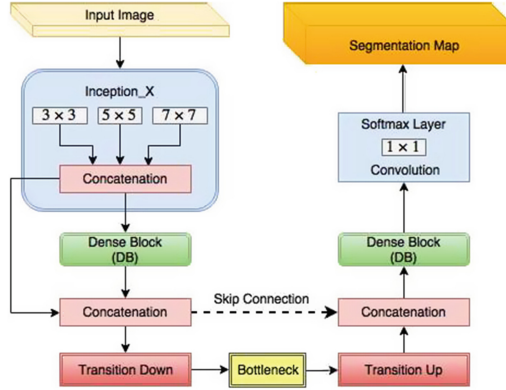 Input Image
Inception_X
3 × 3 5 × 5 7 × 7
Concatenation
Dense Block
(DB)
Concatenation
Transition Down
Skip Connection
Bottleneck
Segmentation Map
Softmax Layer
1 × 1
Convolution
Dense Block
(DB)
Concatenation
Transition Up